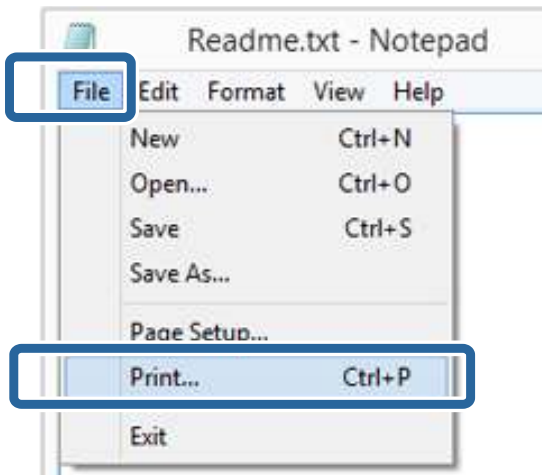 Readme.txt - Notepad
File Edit Format View Help
New Ctrl+N
Open... Ctrl+O
Save Ctrl+S
Save As...
Page Setup...
Print... Ctrl+P
Exit